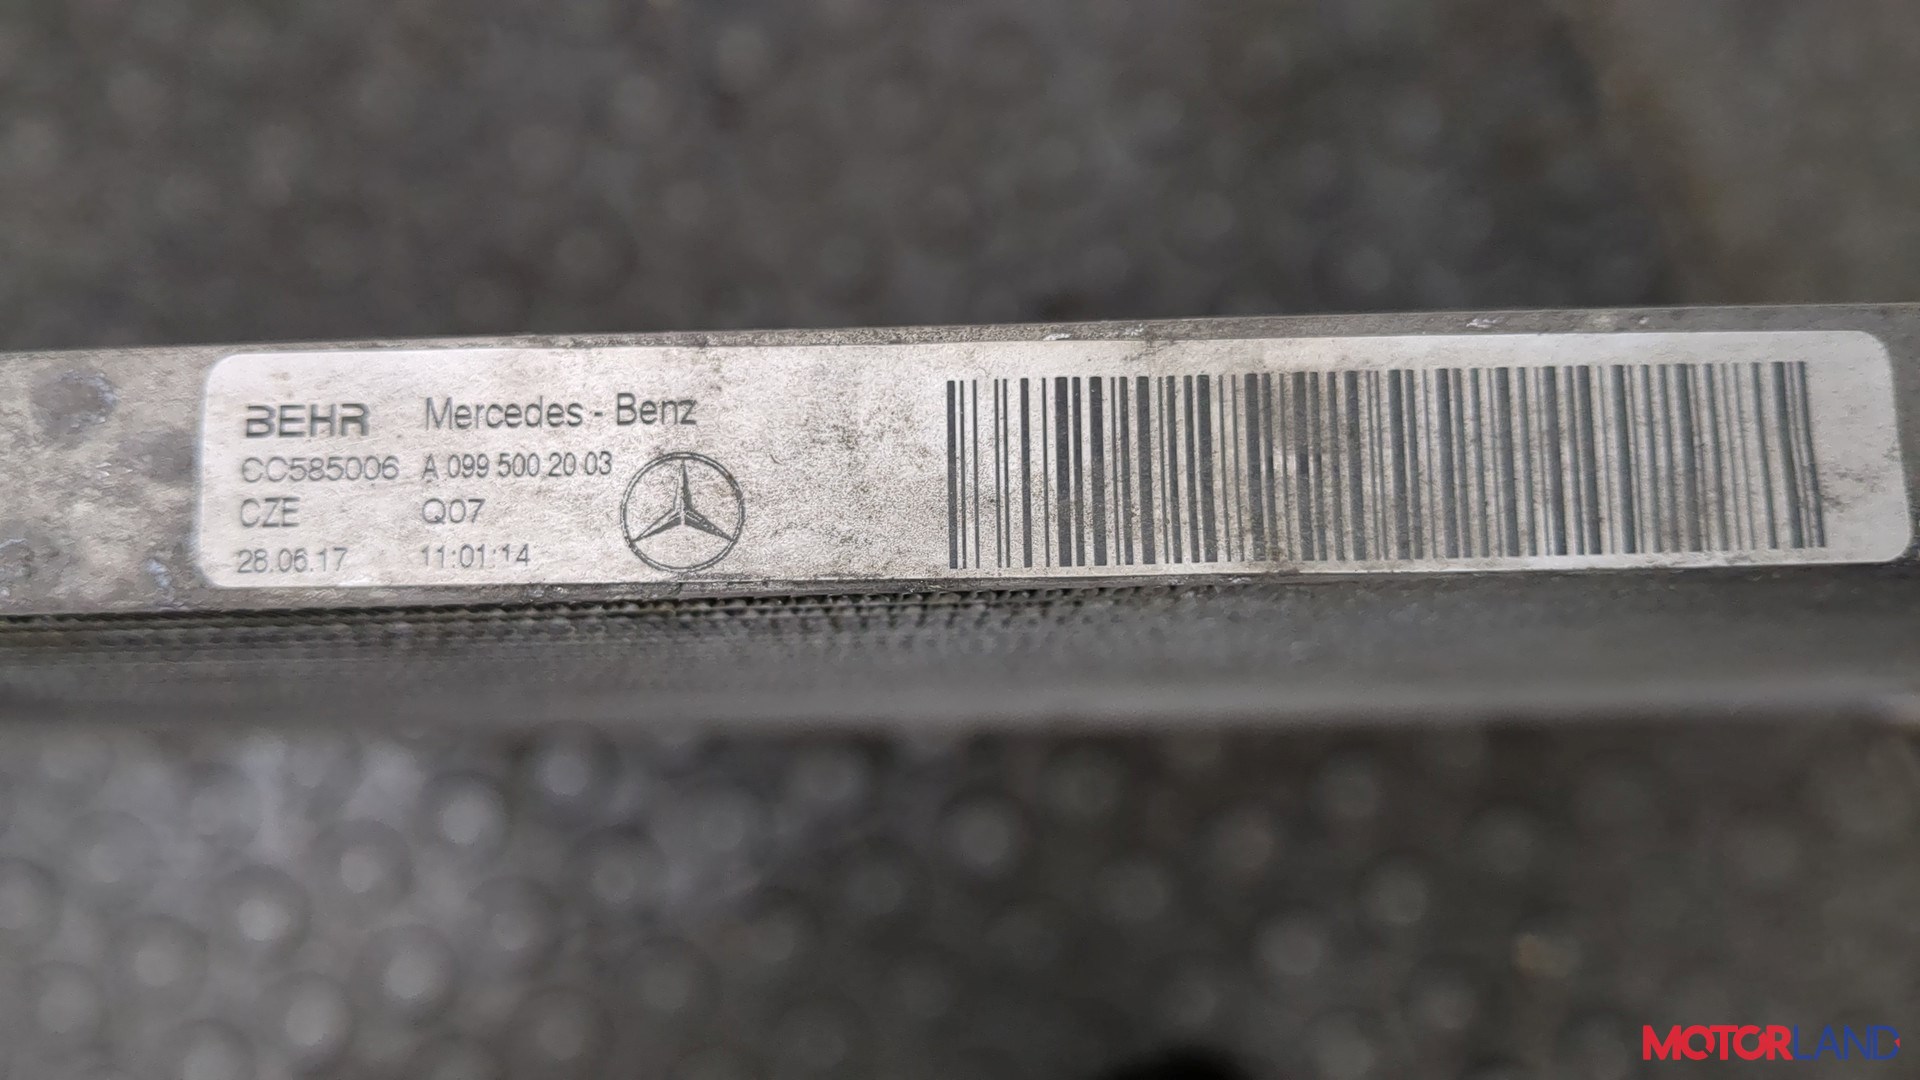 BEHR Mercedes - Benz
CC585006 A 099 500 20 03
CZE Q07
28.06.17 11:01:14
MOTORLAND